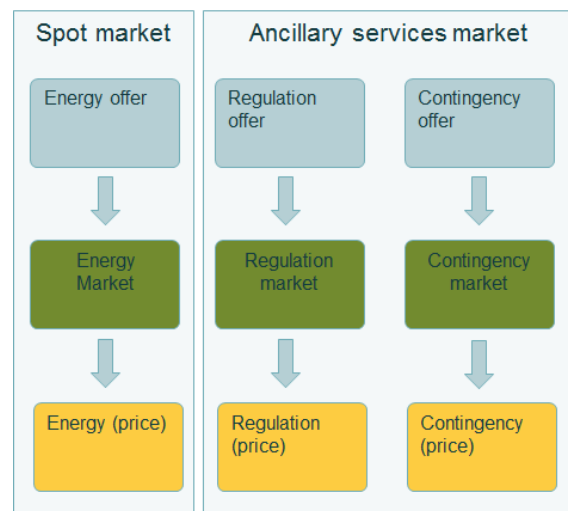 Spot market
Ancillary services market
Energy offer
Regulation
offer
Contingency
offer
Energy
Market
Regulation
market
Contingency
market
Energy (price)
Regulation
(price)
Contingency
(price)